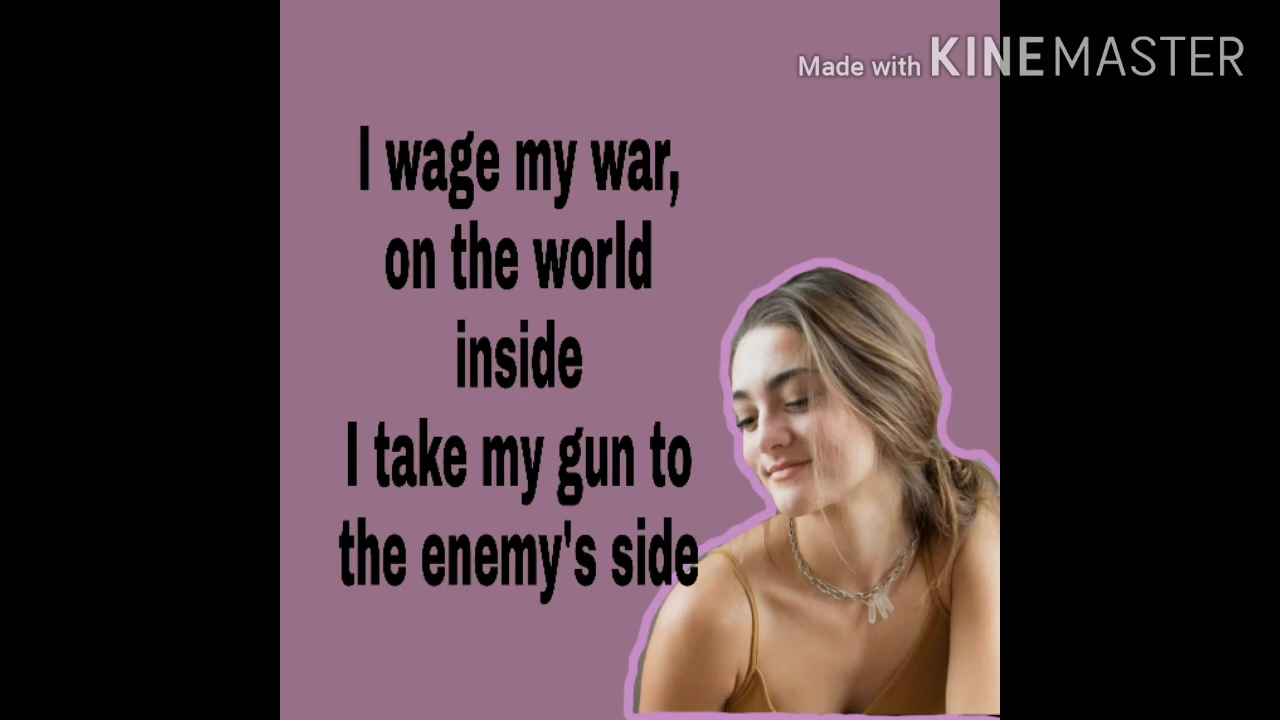 Made with KINEMASTER
I wage my war,
on the world
inside
I take my gun to
the enemy's side